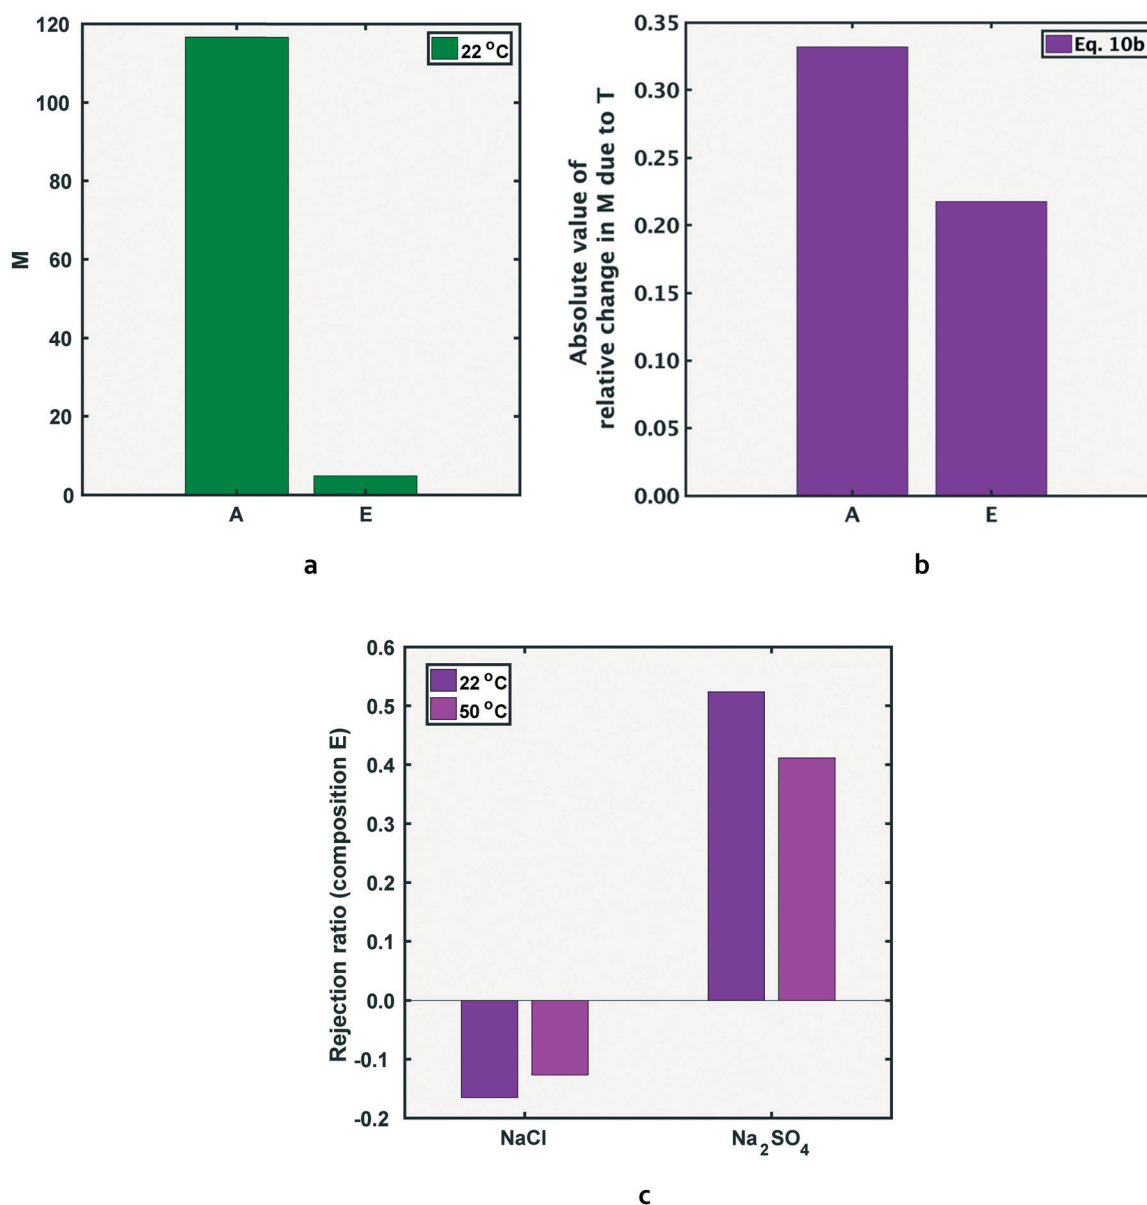 120
100
80
60
40
20
0
M
22 °C
A E
a
0.35
0.30
0.25
0.20
0.15
0.10
0.05
0.00
Absolute value of
relative change in M due to T
Eq. 10b
A E
b
0.6
0.5
0.4
0.3
0.2
0.1
0.0
-0.1
-0.2
Rejection ratio (composition E)
22 °C
50 °C
NaCl Na₂SO₄
c